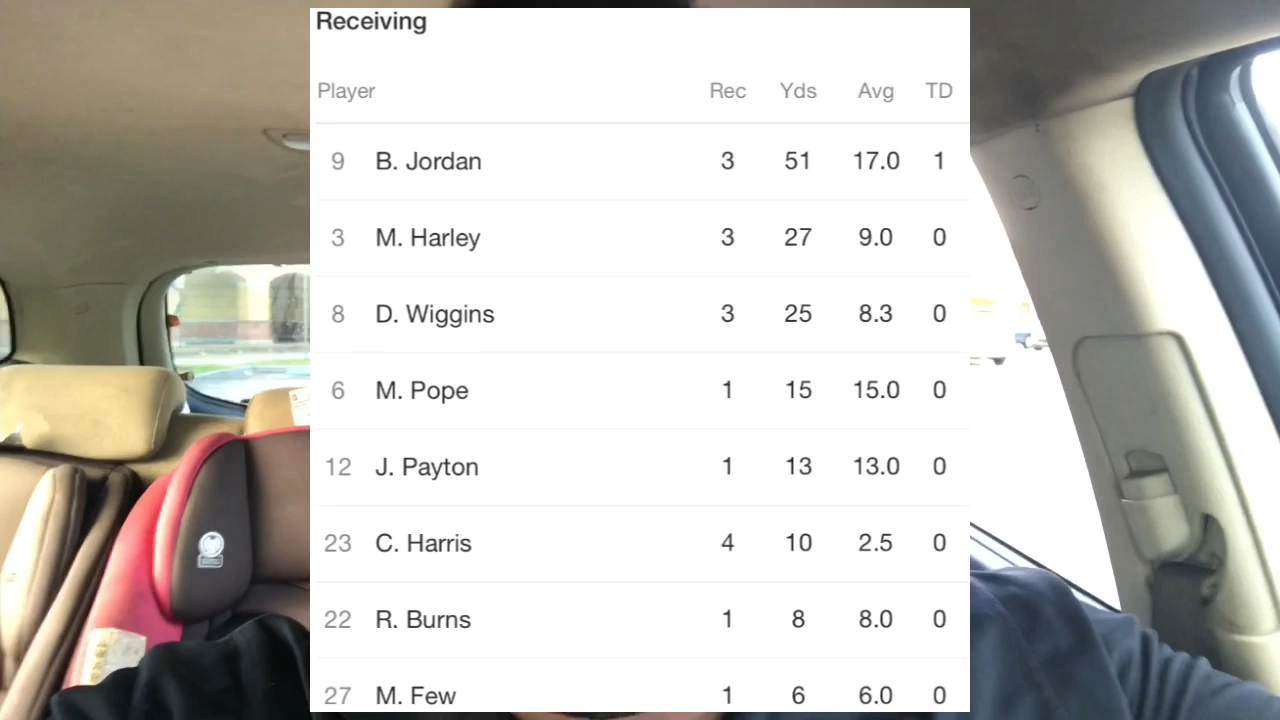 Receiving
Player Rec Yds Avg TD
9 B. Jordan 3 51 17.0 1
3 M. Harley 3 27 9.0 0
8 D. Wiggins 3 25 8.3 0
6 M. Pope 1 15 15.0 0
12 J. Payton 1 13 13.0 0
23 C. Harris 4 10 2.5 0
22 R. Burns 1 8 8.0 0
27 M. Few 1 6 6.0 0